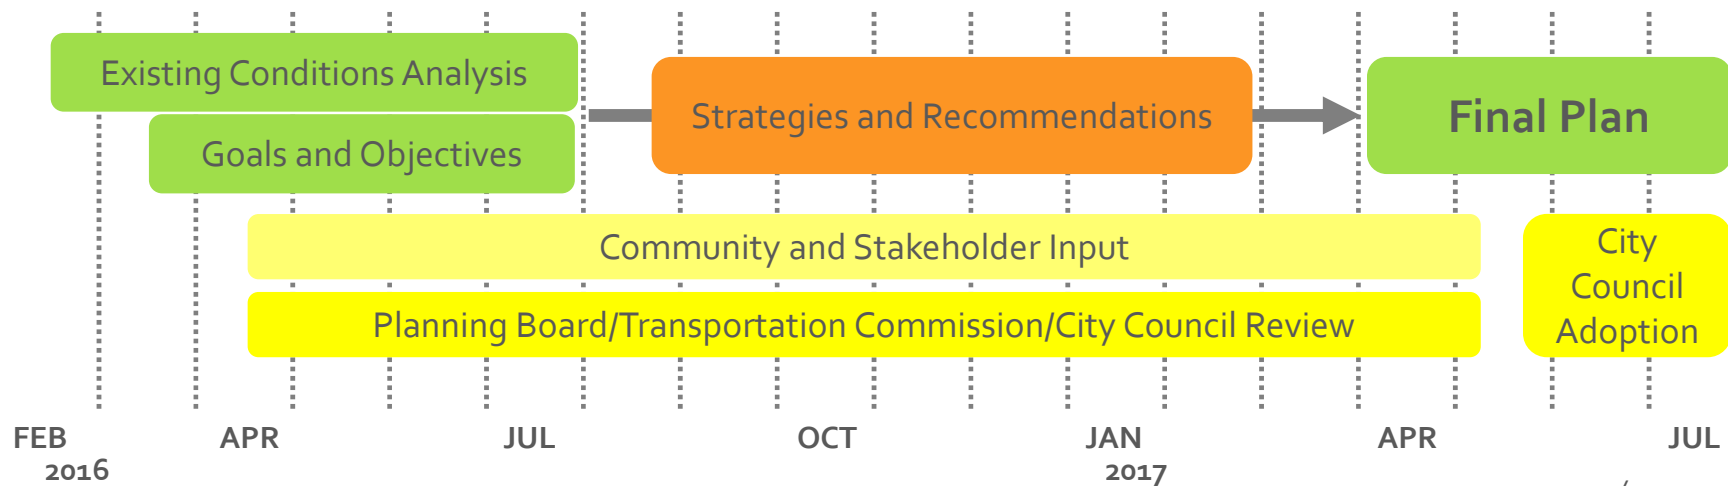 Existing Conditions Analysis
Goals and Objectives
Strategies and Recommendations
Final Plan
Community and Stakeholder Input
Planning Board/Transportation Commission/City Council Review
City
Council
Adoption
FEB APR JUL OCT JAN APR JUL
2016 2017